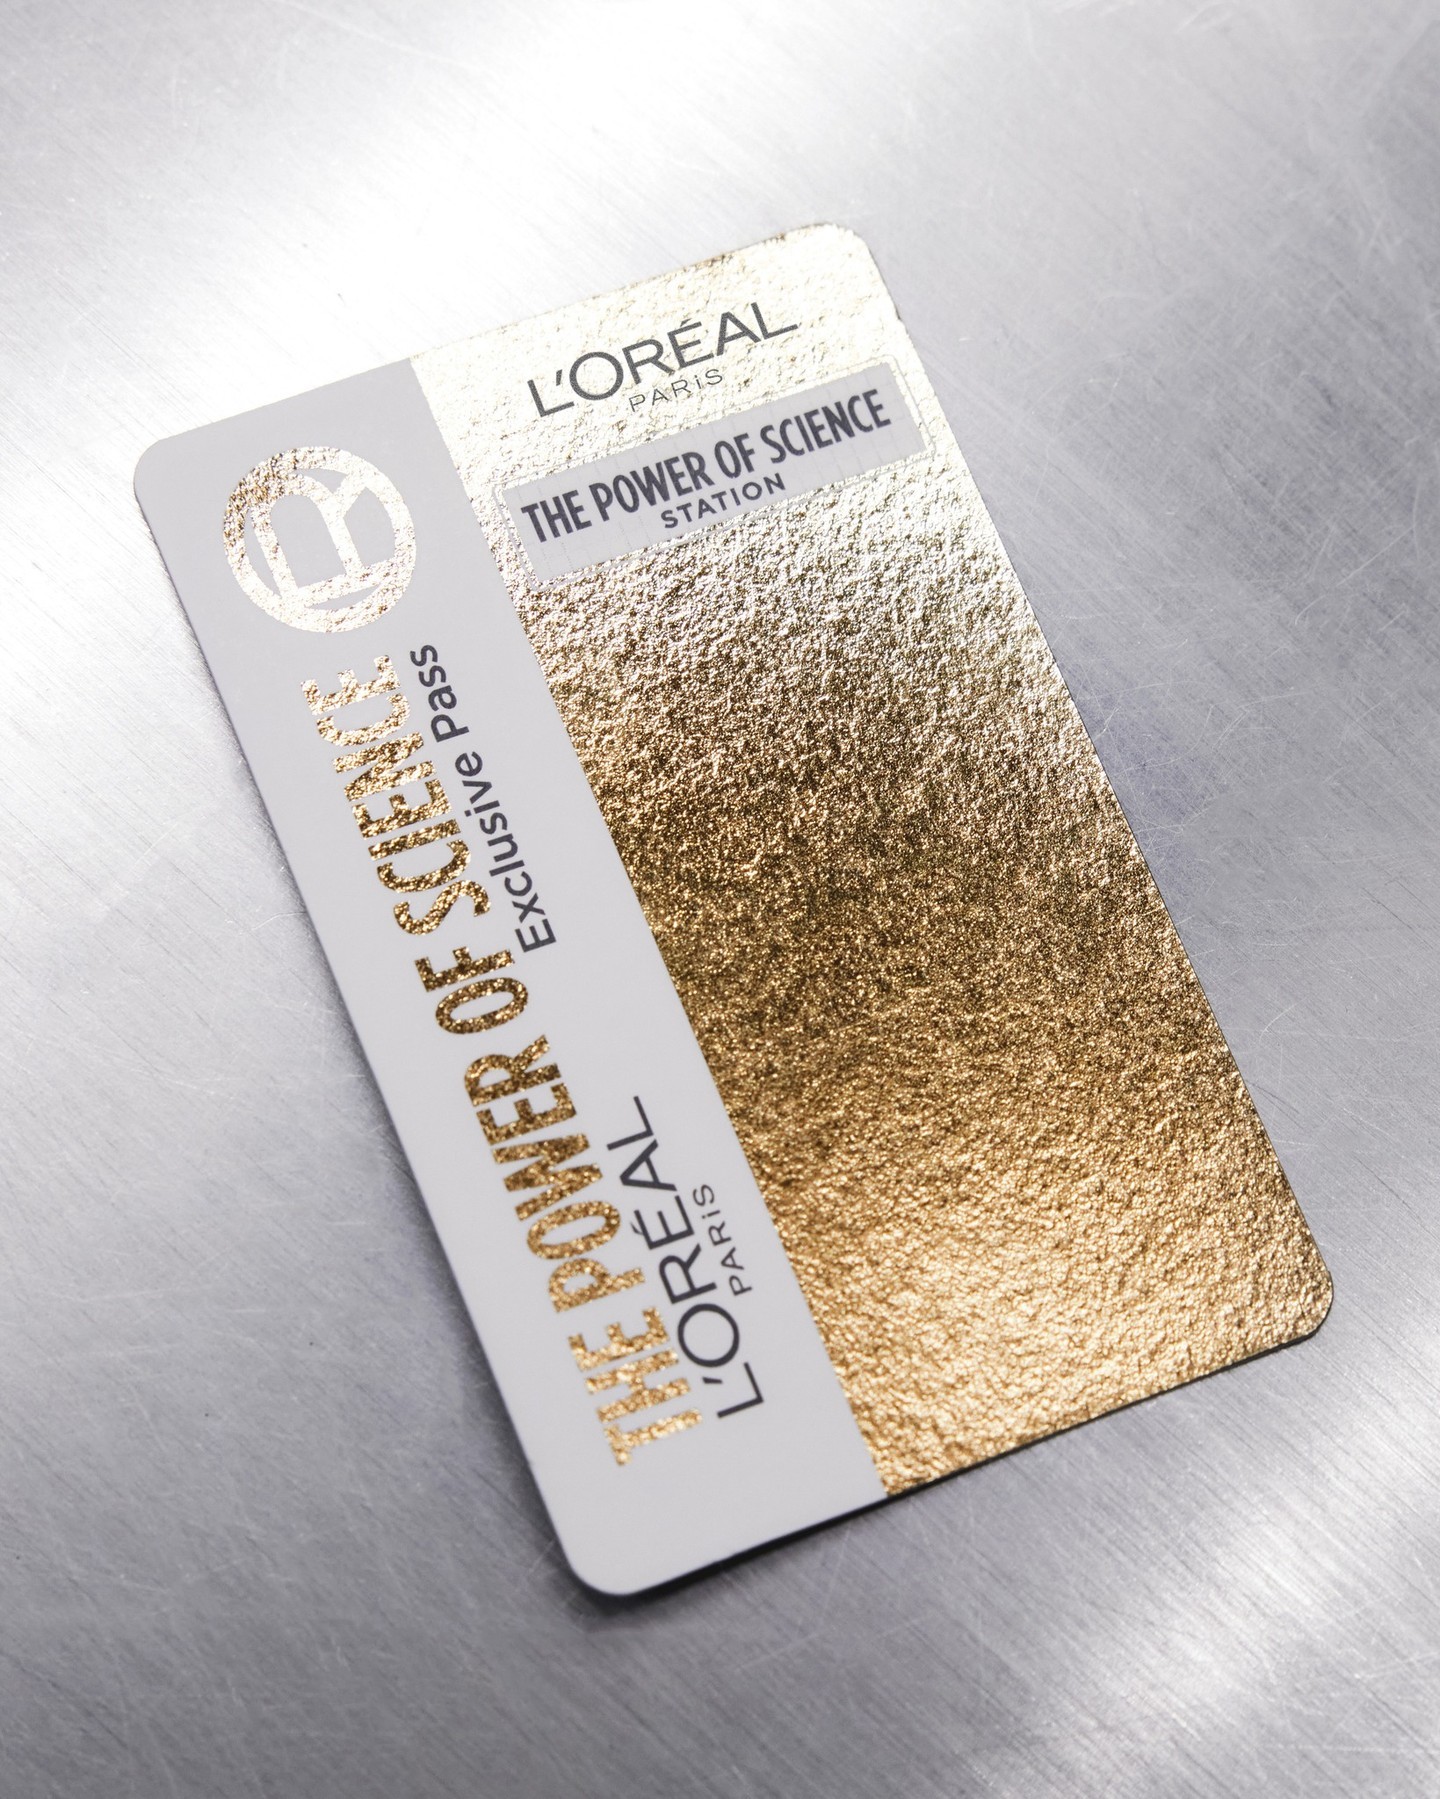 L'ORÉAL
PARiS
THE POWER OF SCIENCE
STATION
THE POWER OF SCIENCE
Exclusive Pass
L'ORÉAL
PARiS